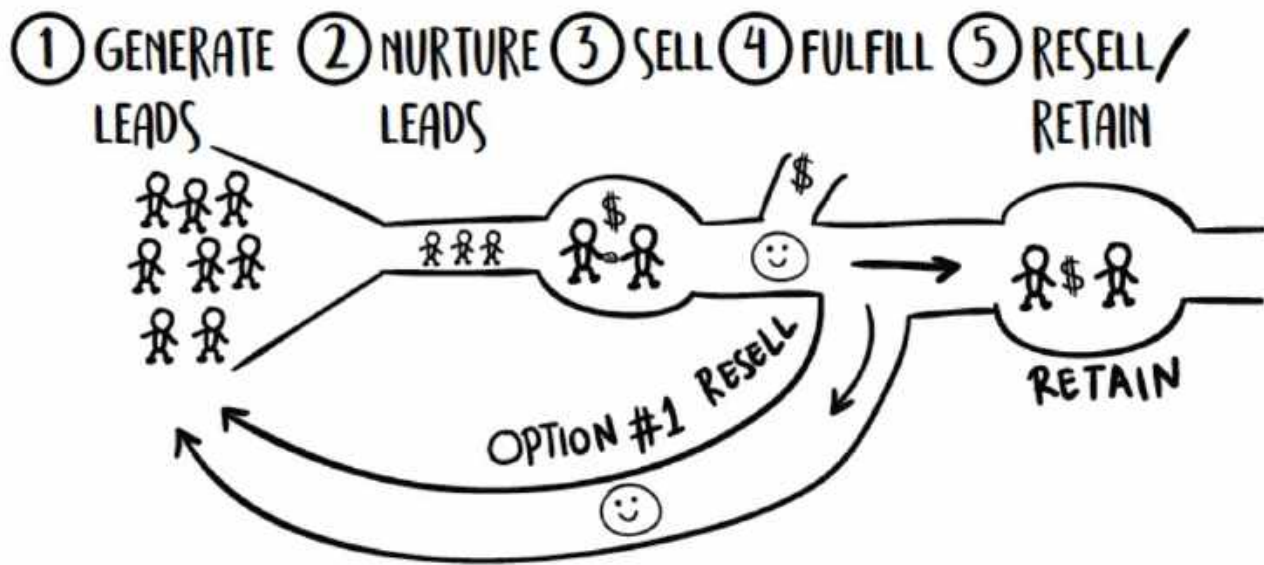 ① GENERATE LEADS
② NURTURE LEADS
③ SELL
④ FULFILL
⑤ RESELL/ RETAIN
$
$
$
OPTION #1 RESELL
RETAIN